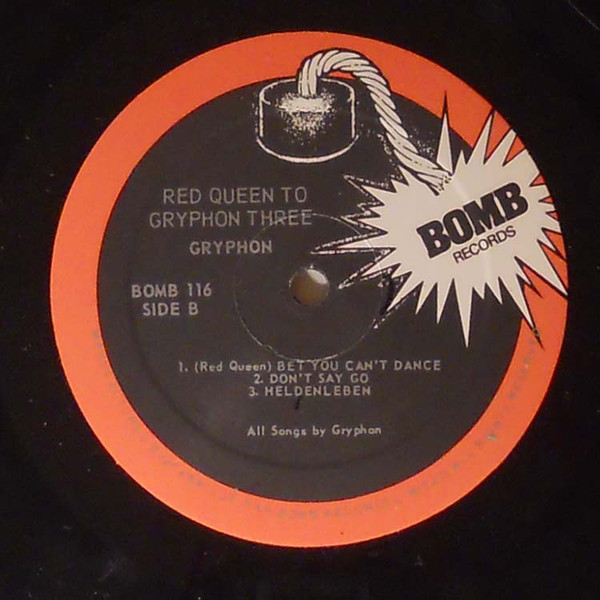 BOMB
RECORDS
RED QUEEN TO
GRYPHON THREE
GRYPHON
BOMB 116
SIDE B
1. (Red Queen) BET YOU CAN'T DANCE
2. DON'T SAY GO
3. HELDENLEBEN
All Songs by Gryphon